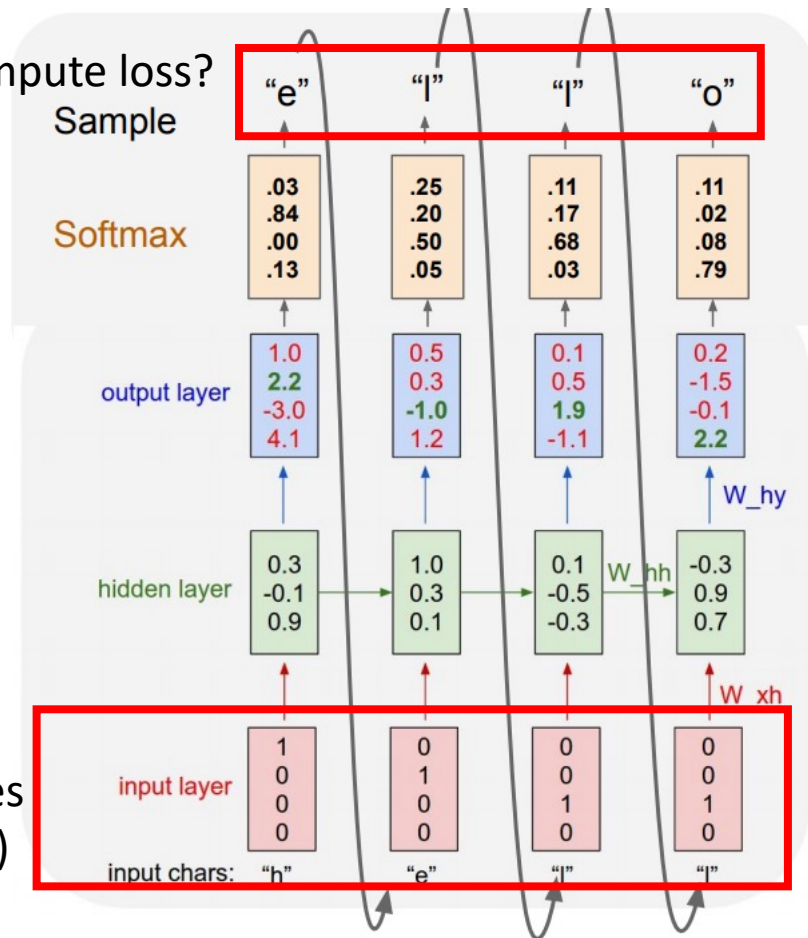 mpute loss?
Sample
“e” “l” “l” “o”
Softmax
.03 .25 .11 .11
.84 .20 .17 .02
.00 .50 .68 .08
.13 .05 .03 .79
output layer
1.0 0.5 0.1 0.2
2.2 0.3 0.5 -1.5
-3.0 -1.0 1.9 -0.1
4.1 1.2 -1.1 2.2
W_hy
hidden layer
0.3 1.0 0.1 W_hh -0.3
-0.1 0.3 -0.5 0.9
0.9 0.1 -0.3 0.7
W_xh
input layer
1 0 0 0
0 1 0 0
0 0 1 1
0 0 0 0
es
)
input chars: “h” “e” “l” “l”